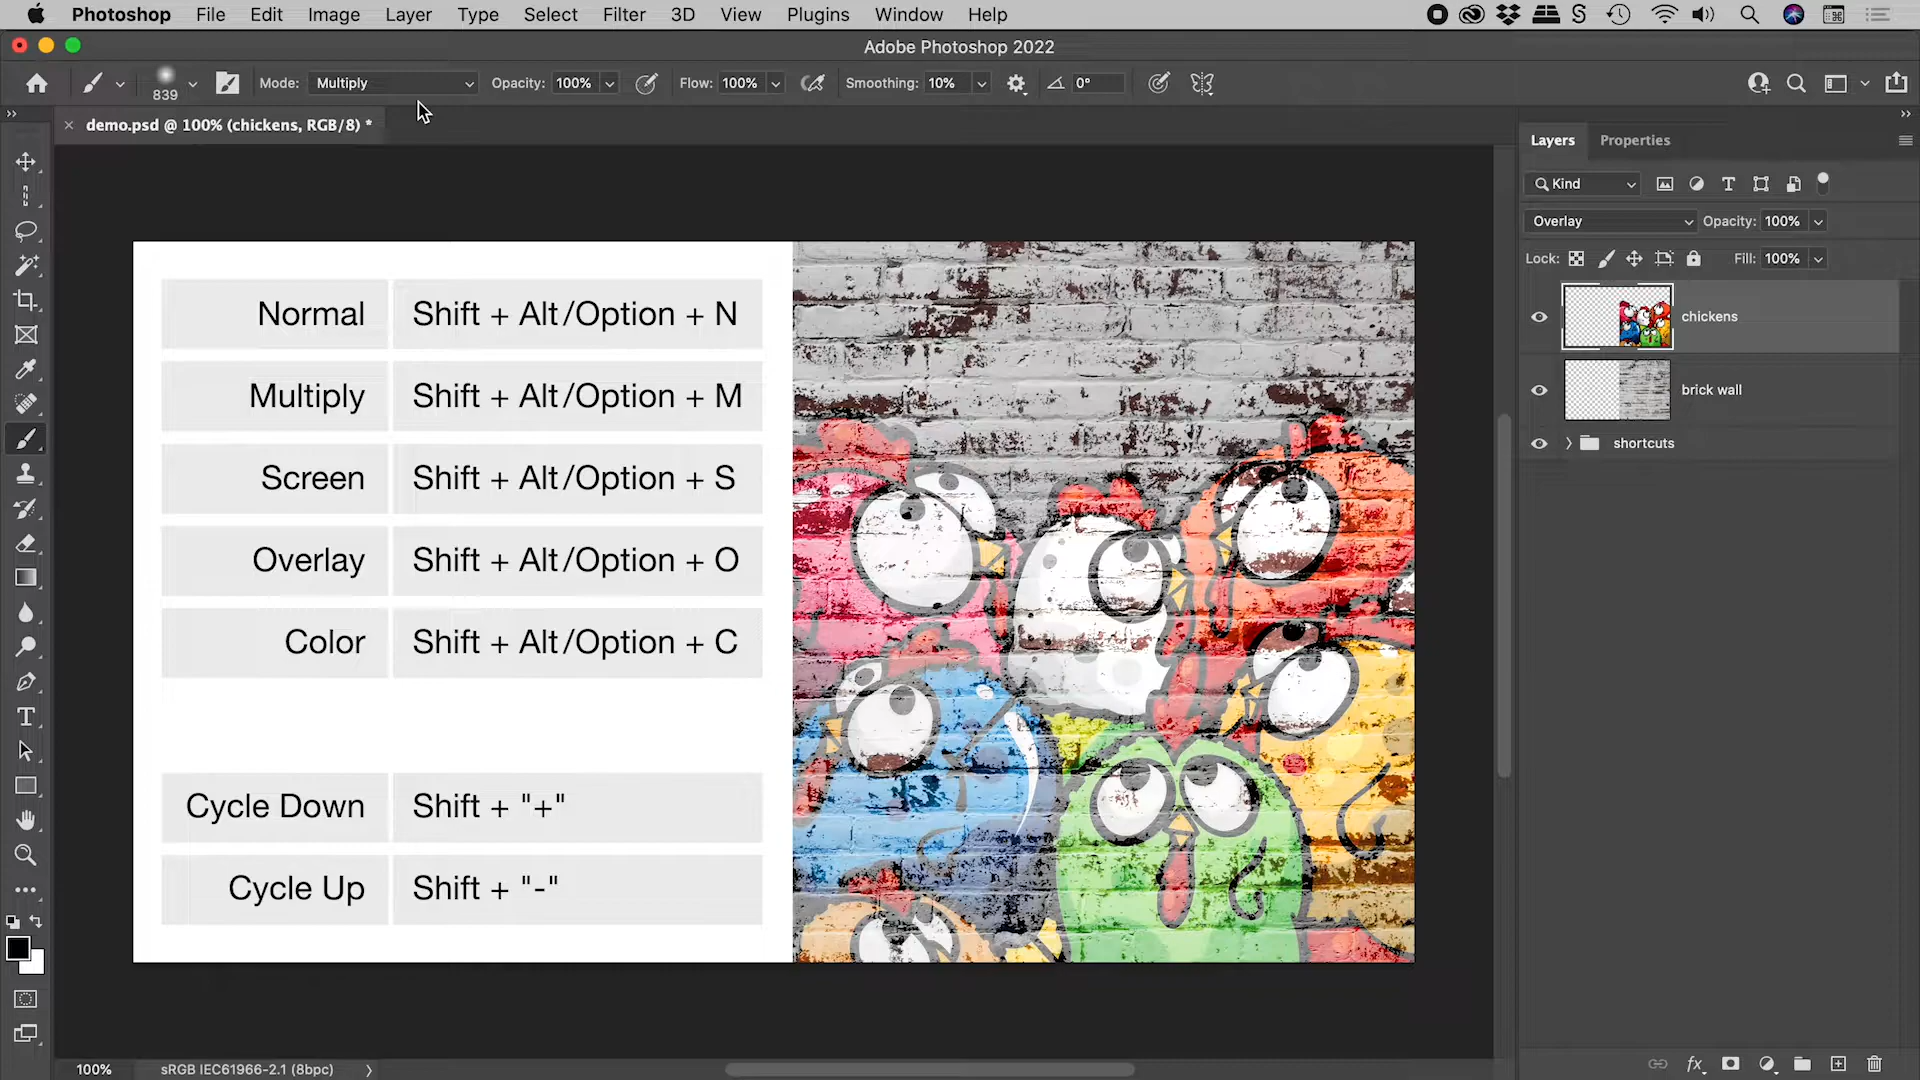 Photoshop File Edit Image Layer Type Select Filter 3D View Plugins Window Help
Adobe Photoshop 2022
839 Mode: Multiply Opacity: 100% Flow: 100% Smoothing: 10% 0°
demo.psd @ 100% (chickens, RGB/8) *
Normal Shift + Alt/Option + N
Multiply Shift + Alt/Option + M
Screen Shift + Alt/Option + S
Overlay Shift + Alt/Option + O
Color Shift + Alt/Option + C
Cycle Down Shift + "+"
Cycle Up Shift + "-"
Layers Properties
Kind
Overlay Opacity: 100%
Lock: Fill: 100%
chickens
brick wall
shortcuts
fx
100% sRGB IEC61966-2.1 (8bpc)